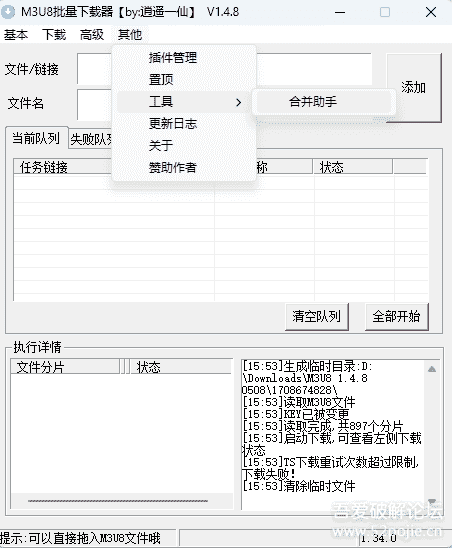 M3U8批量下载器【by:逍遥一仙】 V1.4.8
基本 下载 高级 其他
文件/链接
文件名
添加
插件管理
置顶
工具
合并助手
更新日志
关于
赞助作者
当前队列 失败队
任务链接 称 状态
清空队列 全部开始
执行详情
文件分片 状态
[15:53]生成临时目录:D:
\Downloads\M3U8 1.4.8
0508\1708674828\
[15:53]读取M3U8文件
[15:53]KEY已被变更
[15:53]读取完成,共897个分片
[15:53]启动下载,可查看左侧下载
状态
[15:53]TS下载重试次数超过限制,
下载失败!
[15:53]清除临时文件
吾爱破解论坛
www.52pojie.cn
提示:可以直接拖入M3U8文件哦
1.34.0